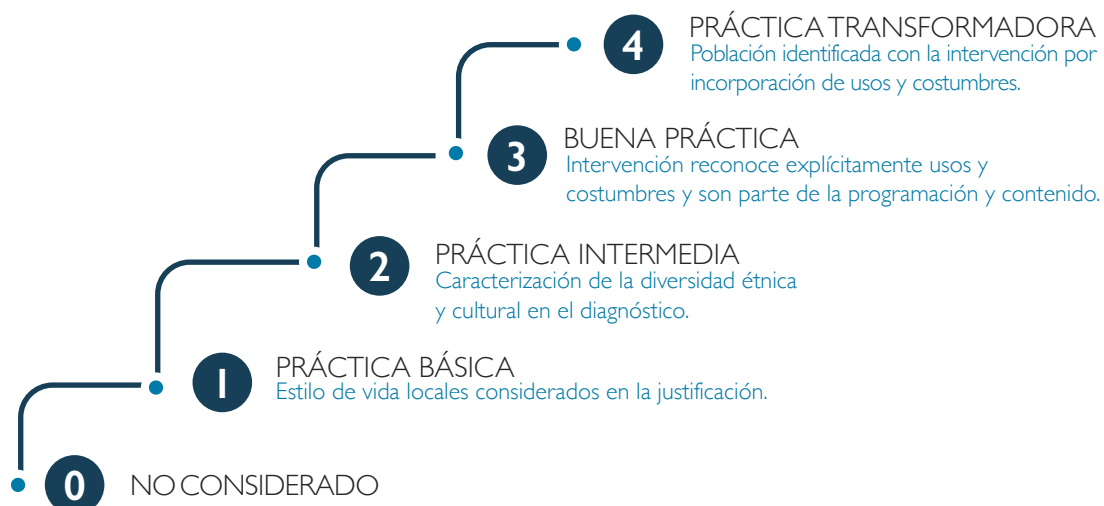 4
PRÁCTICA TRANSFORMADORA
Población identificada con la intervención por
incorporación de usos y costumbres.
3
BUENA PRÁCTICA
Intervención reconoce explícitamente usos y
costumbres y son parte de la programación y contenido.
2
PRÁCTICA INTERMEDIA
Caracterización de la diversidad étnica
y cultural en el diagnóstico.
1
PRÁCTICA BÁSICA
Estilo de vida locales considerados en la justificación.
0
NO CONSIDERADO